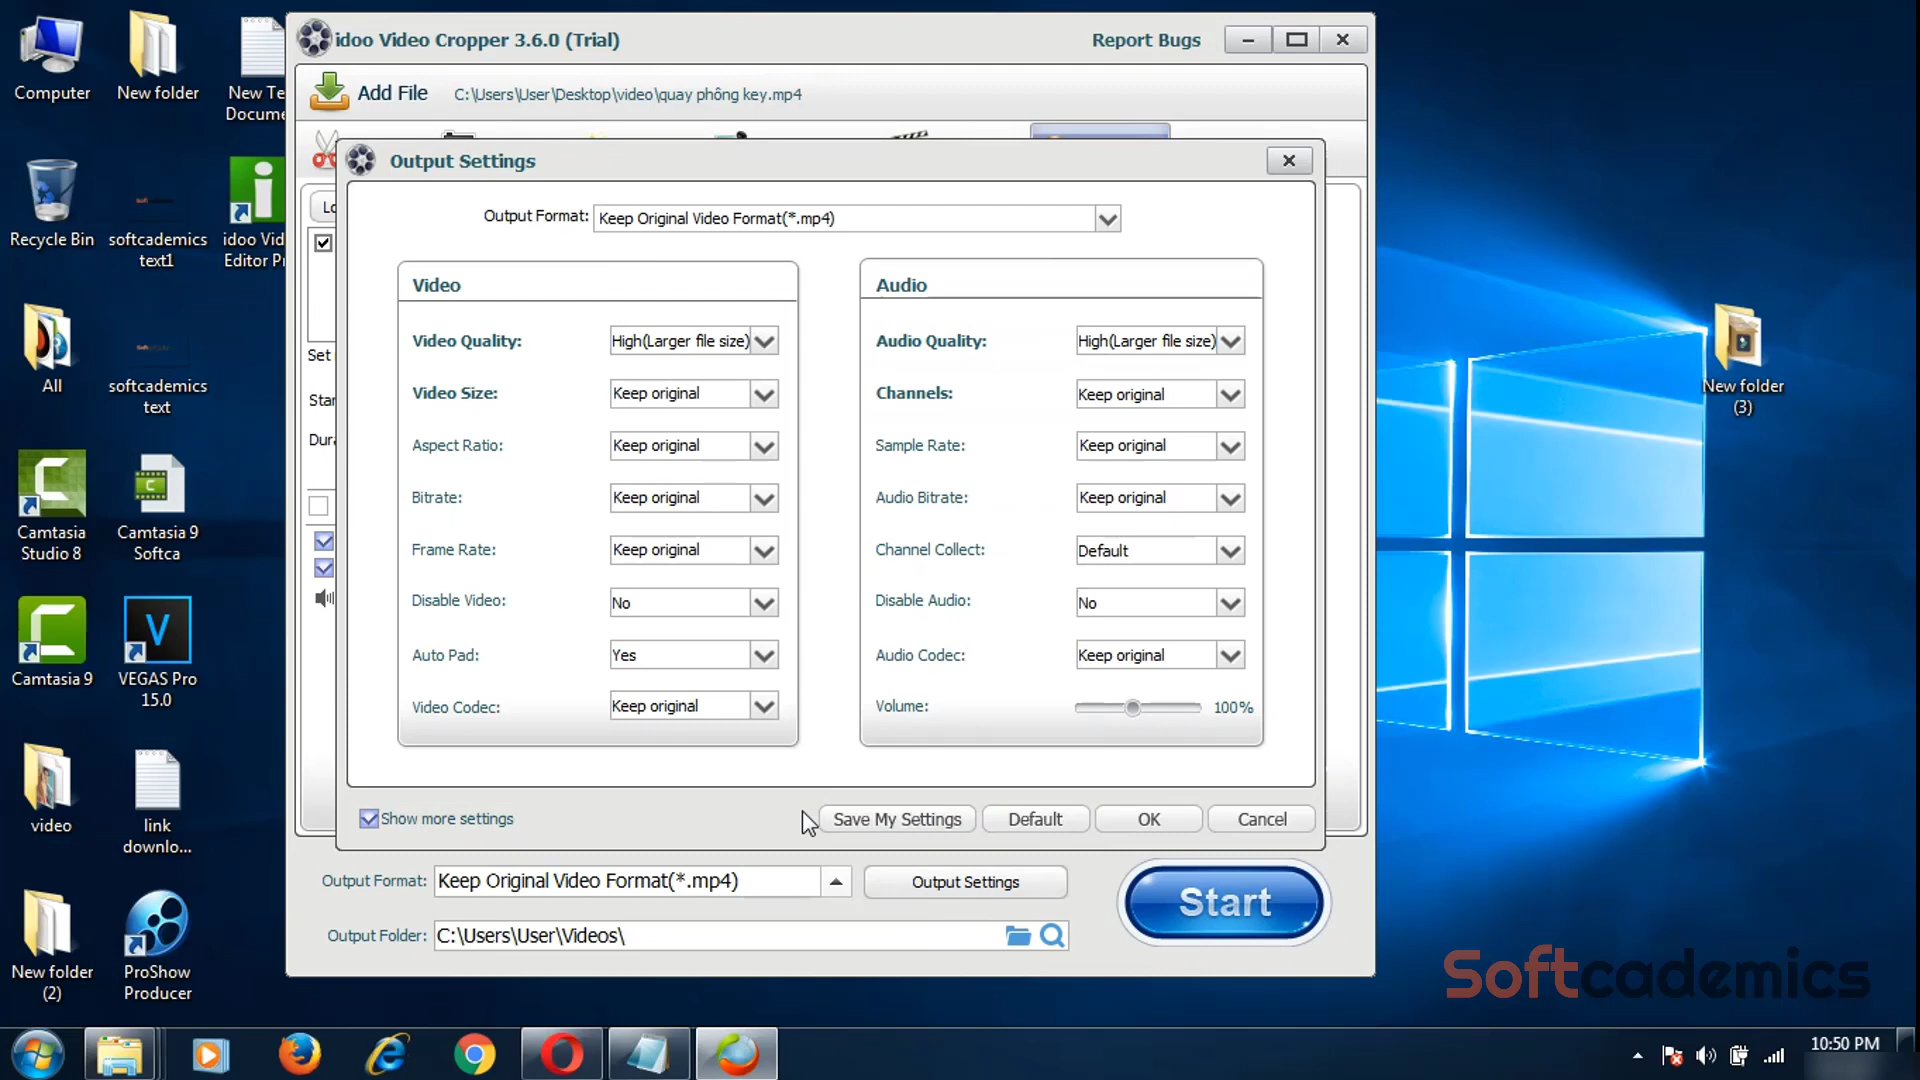 Computer
New folder
New Te
Docume
Recycle Bin
softcademics
text1
idoo Vid
Editor Pr
All
softcademics
text
Camtasia
Studio 8
Camtasia 9
Softca
Camtasia 9
VEGAS Pro
15.0
video
link
downlo...
New folder
(2)
ProShow
Producer
New folder
(3)
idoo Video Cropper 3.6.0 (Trial)
Report Bugs
Add File
C:\Users\User\Desktop\video\quay phông key.mp4
Lo
Set
Star
Dura
Output Settings
Output Format:
Keep Original Video Format(*.mp4)
Video
Video Quality:
High(Larger file size)
Video Size:
Keep original
Aspect Ratio:
Keep original
Bitrate:
Keep original
Frame Rate:
Keep original
Disable Video:
No
Auto Pad:
Yes
Video Codec:
Keep original
Audio
Audio Quality:
High(Larger file size)
Channels:
Keep original
Sample Rate:
Keep original
Audio Bitrate:
Keep original
Channel Collect:
Default
Disable Audio:
No
Audio Codec:
Keep original
Volume:
100%
Show more settings
Save My Settings
Default
OK
Cancel
Output Format:
Keep Original Video Format(*.mp4)
Output Settings
Start
Output Folder:
C:\Users\User\Videos\
Softcademics
10:50 PM